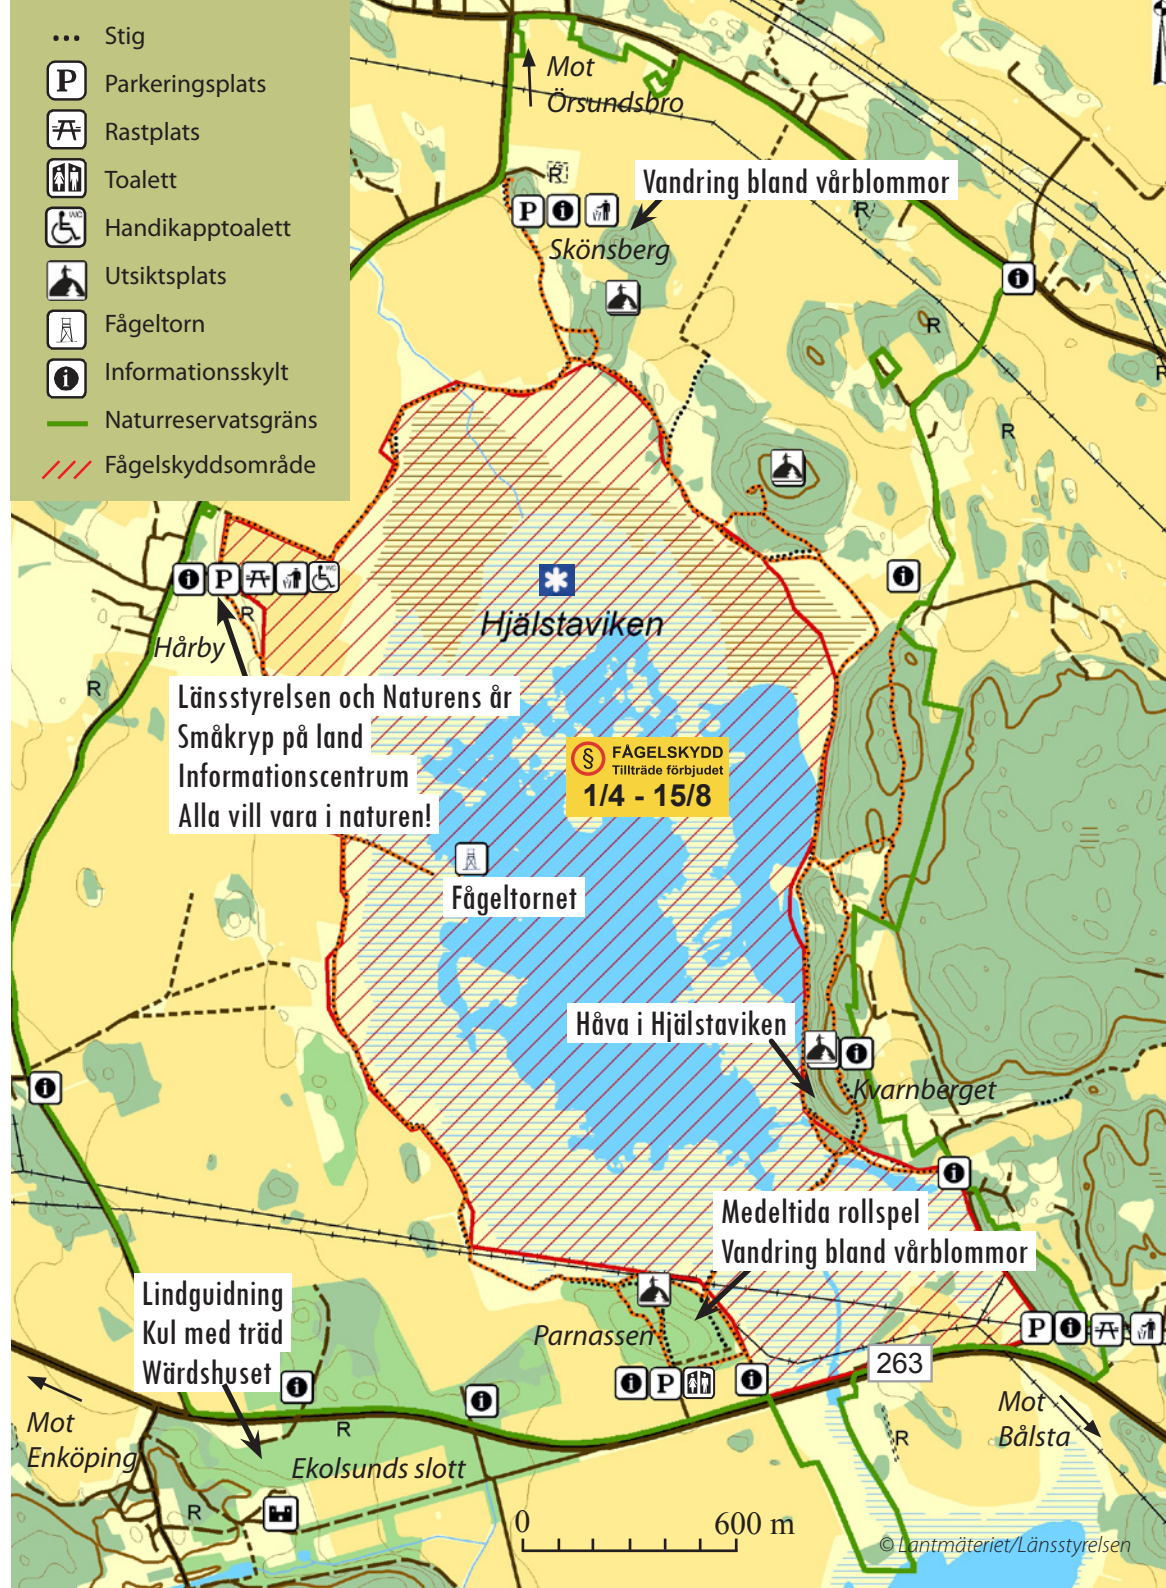 Stig
P Parkeringsplats
Rastplats
Toalett
WC Handikapptoalett
Utsiktsplats
Fågeltorn
i Informationsskylt
Naturreservatsgräns
Fågelskyddsområde
Mot
Örsundsbro
R
Vandring bland vårblommor
R
P i
Skönsberg
i
R
R
R
i P WC
i
Hjälstaviken
R
Hårby
R
Länsstyrelsen och Naturens år
Småkryp på land
Informationscentrum
Alla vill vara i naturen!
§ FÅGELSKYDD
Tillträde förbjudet
1/4 - 15/8
Fågeltornet
Håva i Hjälstaviken
i
i
Kvarnberget
i
Medeltida rollspel
Vandring bland vårblommor
Lindguidning
Kul med träd
Wärdshuset
Parnassen
P i
263
i P
i
i
i
Mot
Enköping
R
Mot
Bålsta
R
Ekolsunds slott
R
0 600 m
© Lantmäteriet/Länsstyrelsen